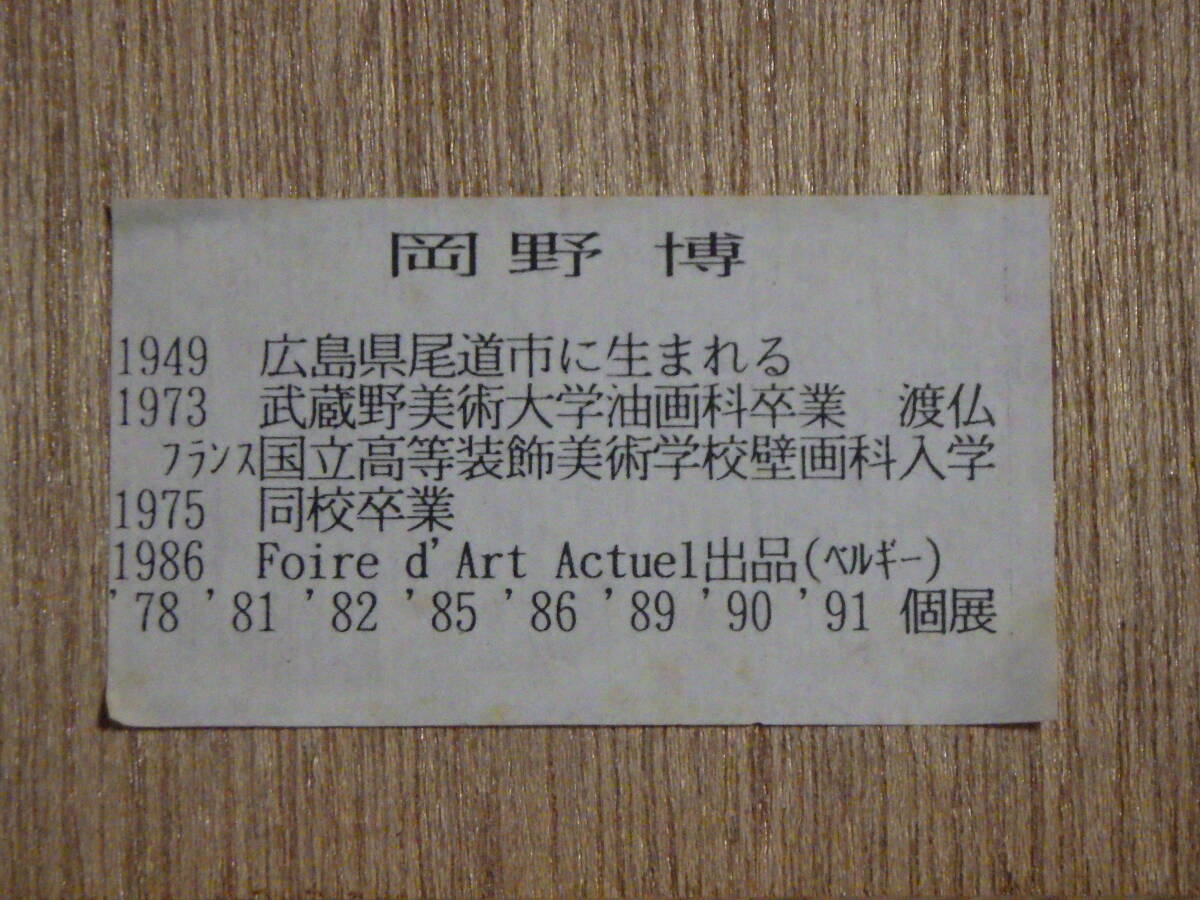 岡野 博
1949 広島県尾道市に生まれる
1973 武蔵野美術大学油画科卒業 渡仏
ﾌﾗﾝｽ国立高等装飾美術学校壁画科入学
1975 同校卒業
1986 Foire d'Art Actuel出品(ﾍﾞﾙｷﾞｰ)
'78 '81 '82 '85 '86 '89 '90 '91 個展